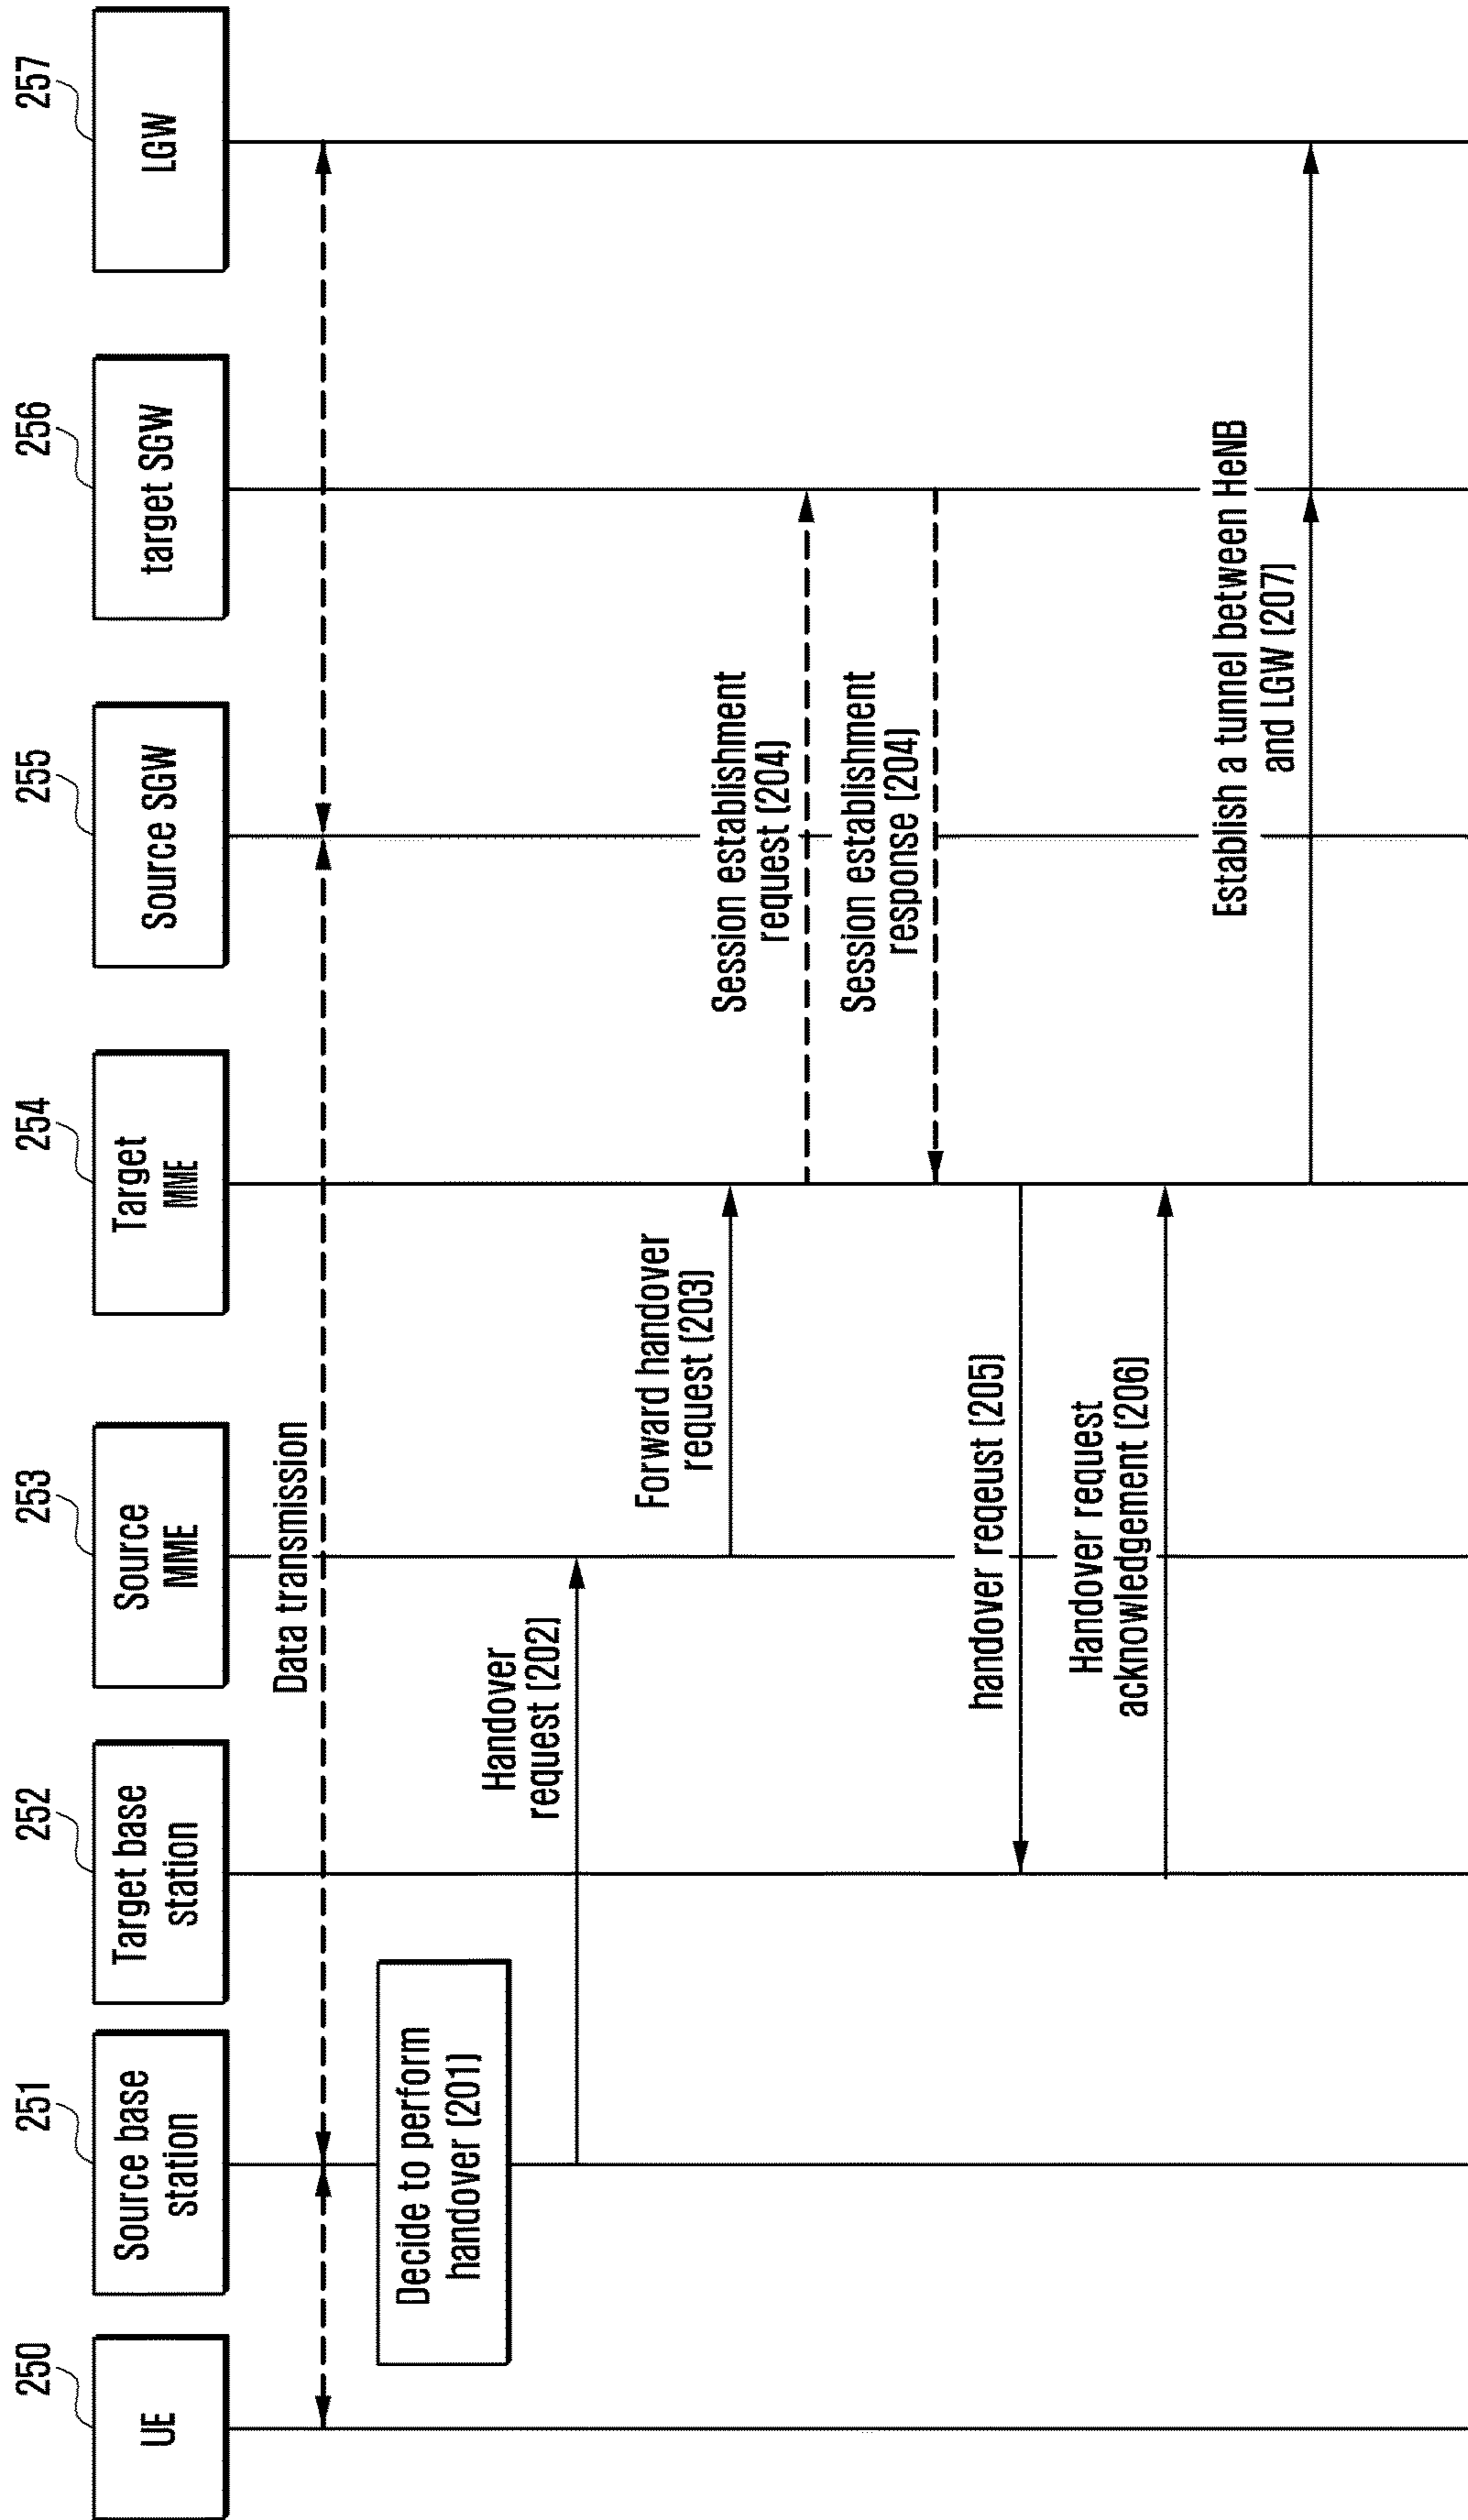 250
251
252
253
254
255
256
257
UE
Source base
station
Target base
station
Source
MME
Target
MME
Source SGW
target SGW
LGW
Data transmission
Decide to perform
handover (201)
Handover
request (202)
Forward handover
request (203)
Session establishment
request (204)
Session establishment
response (204)
handover reqeust (205)
Handover request
acknowledgement (206)
Establish a tunnel between HeNB
and LGW (207)